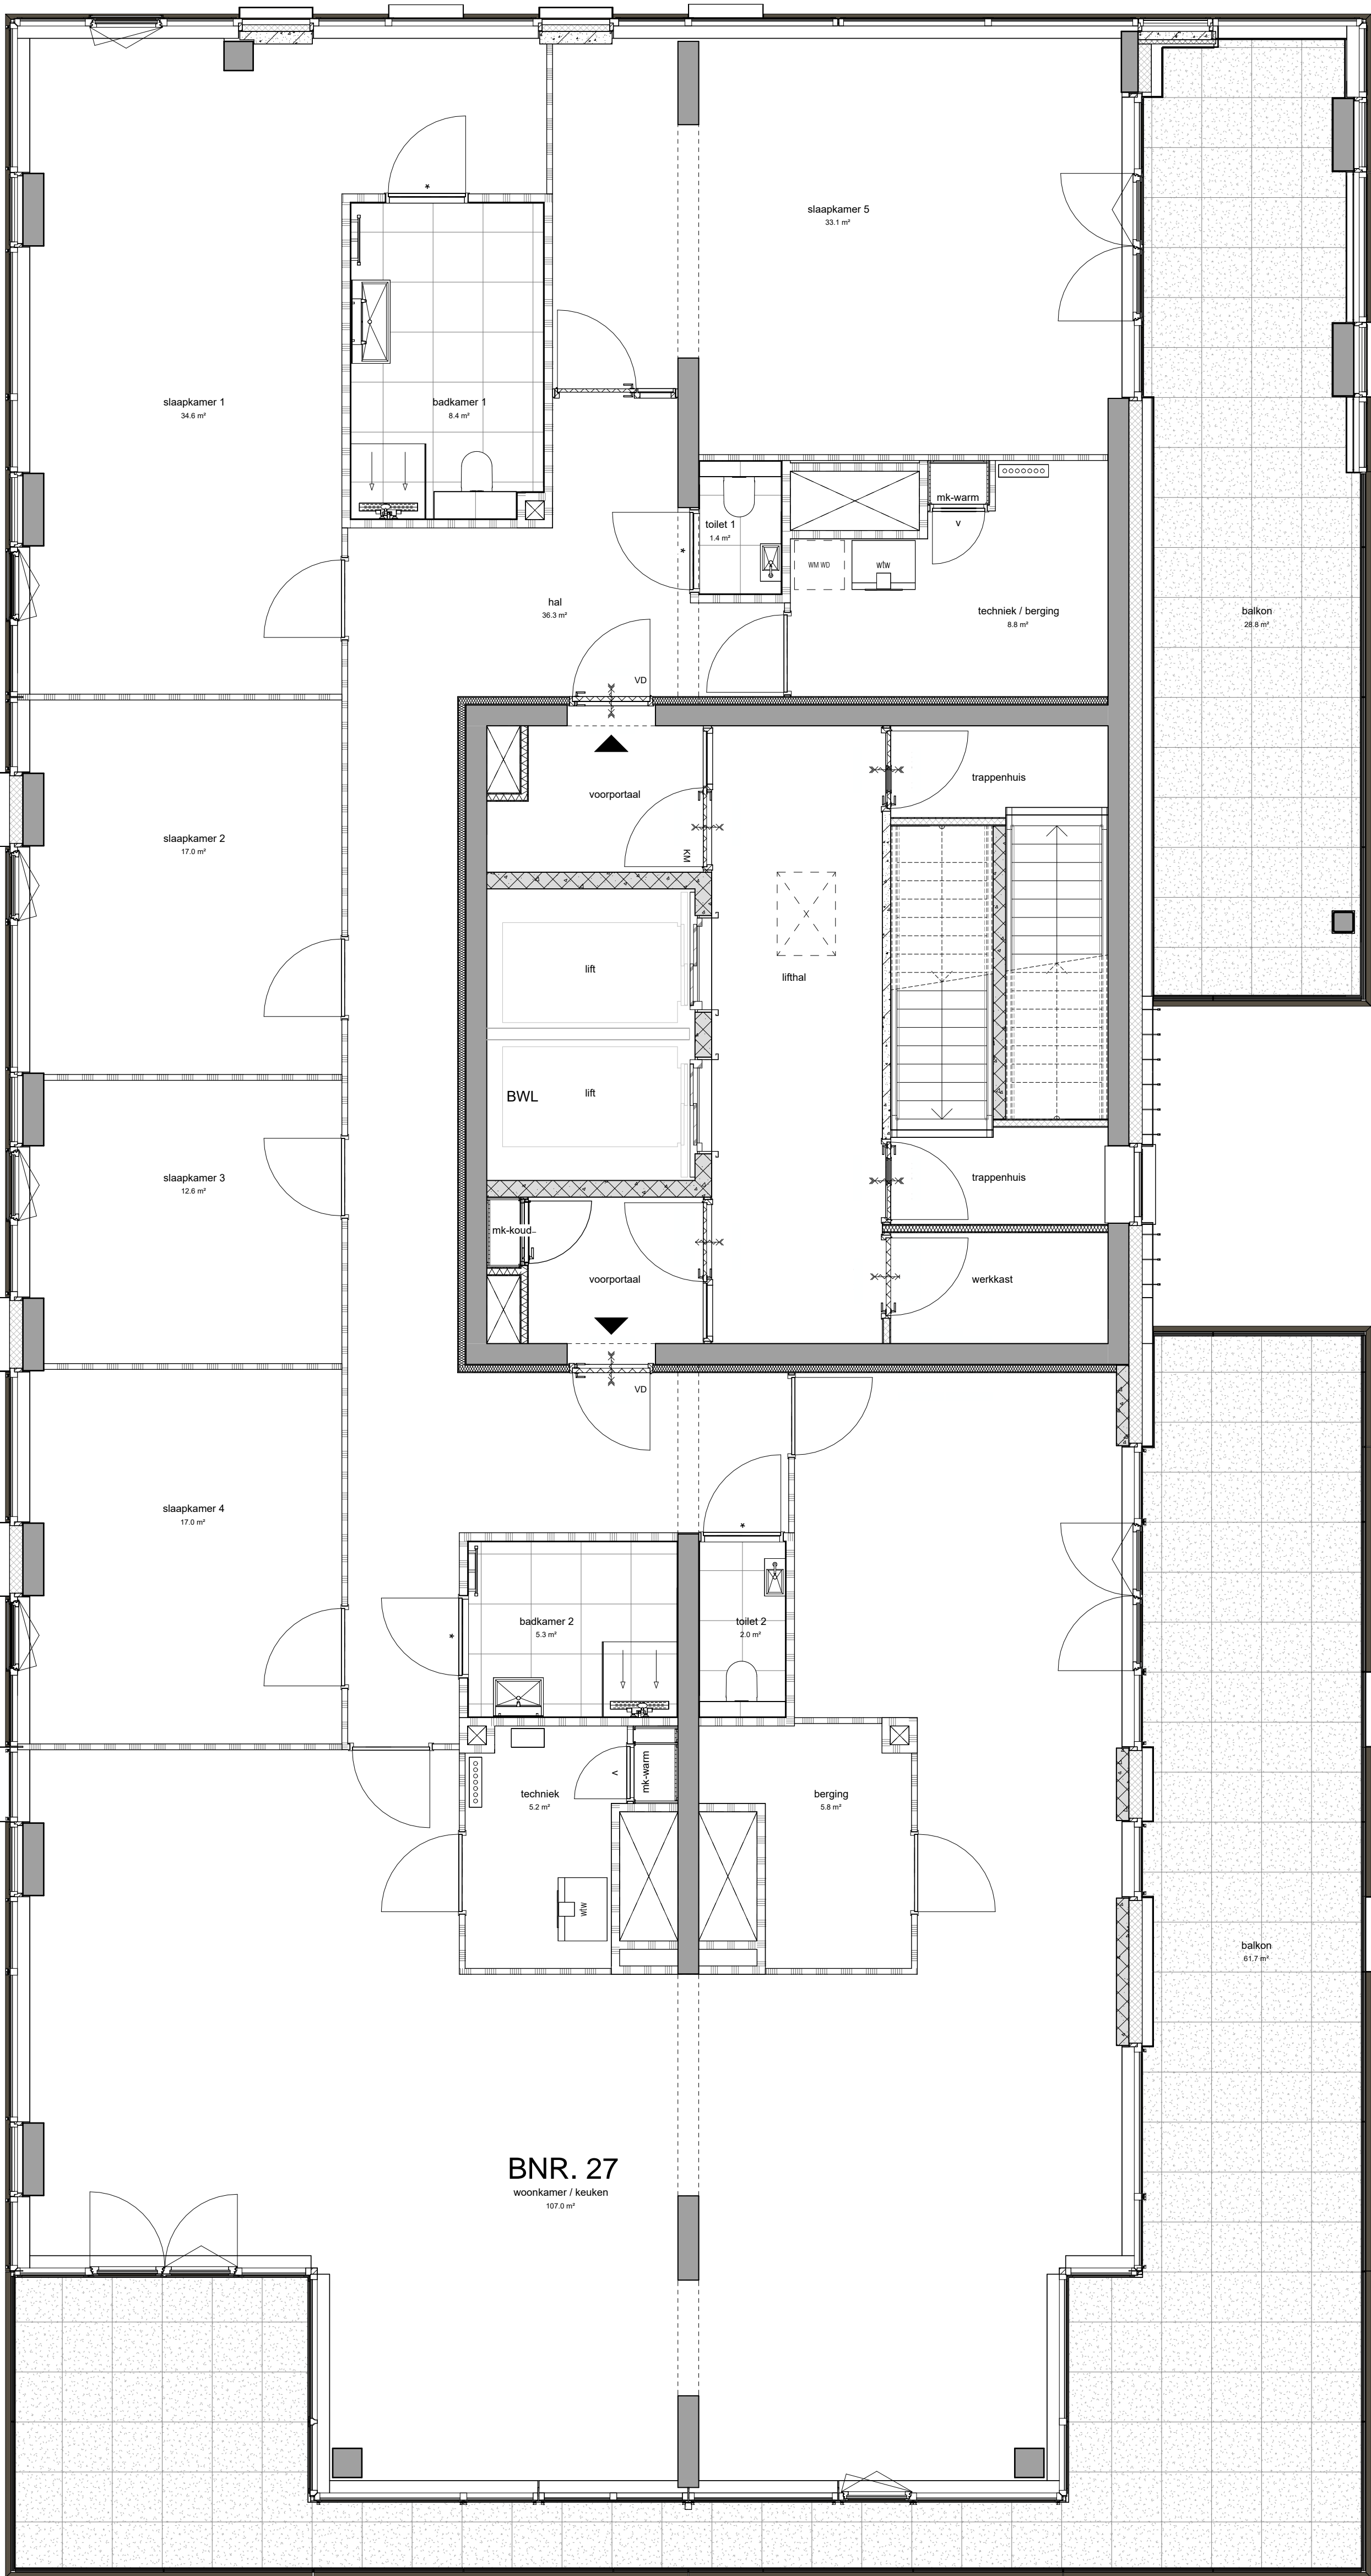 slaapkamer 5
33.1 m²
slaapkamer 1
34.6 m²
badkamer 1
8.4 m²
*
mk-warm
v
toilet 1
1.4 m²
*
WM WD
wtw
hal
36.3 m²
techniek / berging
8.8 m²
balkon
28.8 m²
VD
trappenhuis
voorportaal
KM
slaapkamer 2
17.0 m²
lift
lifthal
BWL
lift
slaapkamer 3
12.6 m²
trappenhuis
mk-koud
voorportaal
werkkast
VD
slaapkamer 4
17.0 m²
*
badkamer 2
5.3 m²
*
toilet 2
2.0 m²
techniek
5.2 m²
v
mk-warm
berging
5.8 m²
wtw
balkon
61.7 m²
BNR. 27
woonkamer / keuken
107.0 m²